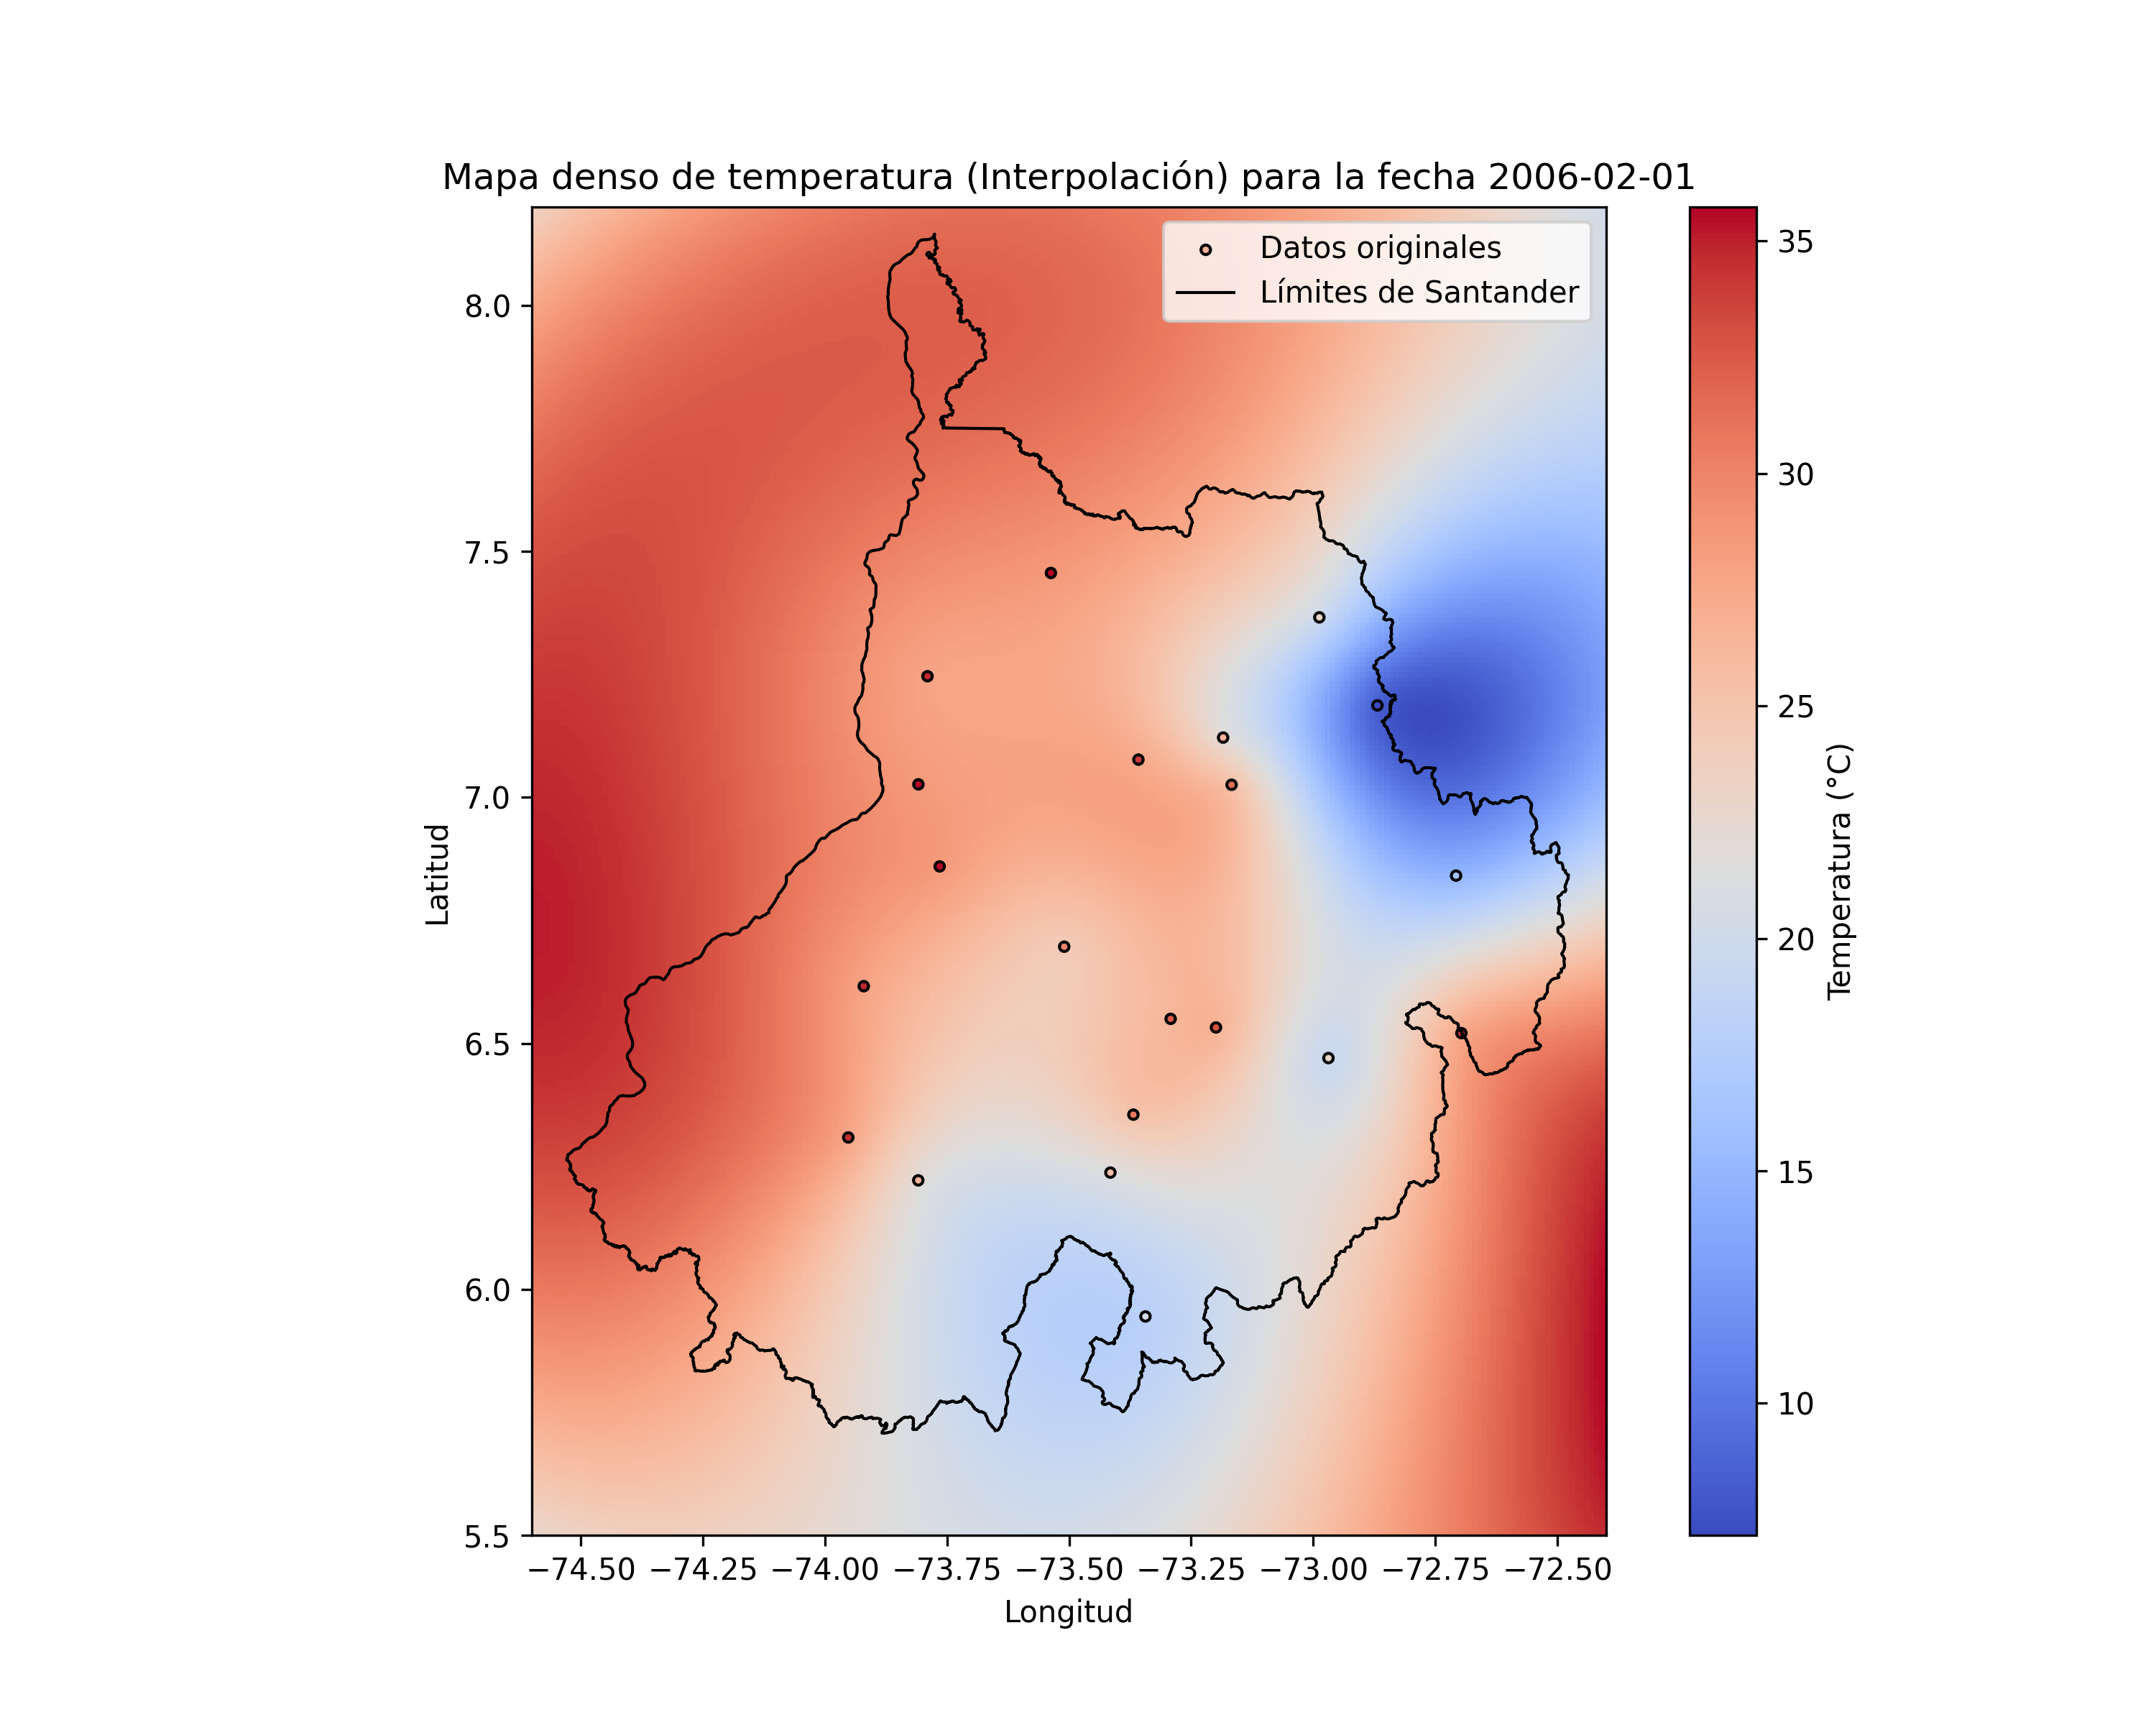 Mapa denso de temperatura (Interpolación) para la fecha 2006-02-01
Datos originales
Límites de Santander
8.0
7.5
7.0
6.5
6.0
5.5
Latitud
−74.50 −74.25 −74.00 −73.75 −73.50 −73.25 −73.00 −72.75 −72.50
Longitud
35
30
25
20
15
10
Temperatura (°C)